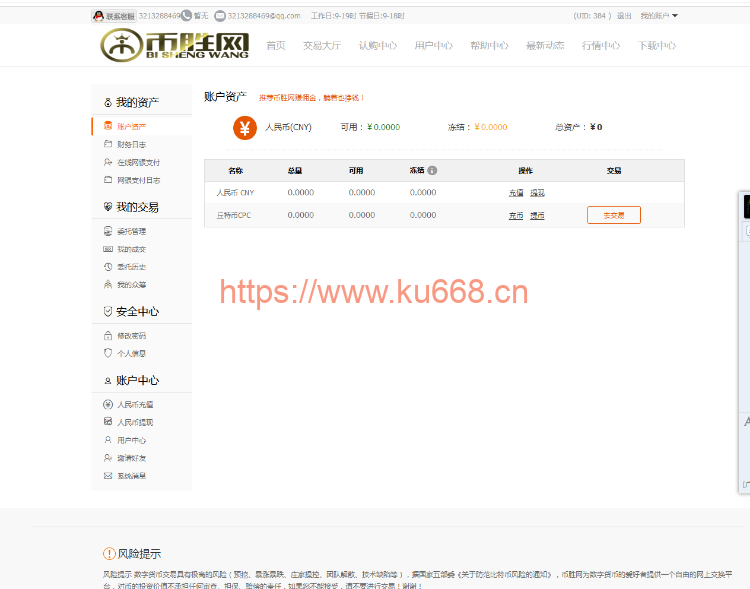 联系客服 3213288469 暂无 3213288469@qq.com 工作日:9-19时 节假日:9-18时 (UID: 384 ) 退出 我的账户
币胜网
BI SHENG WANG
首页 交易大厅 认购中心 用户中心 帮助中心 最新动态 行情中心 下载中心
我的资产
账户资产
财务日志
在线网银支付
网银支付日志
我的交易
委托管理
我的成交
委托历史
我的众筹
安全中心
修改密码
个人信息
账户中心
人民币充值
人民币提现
用户中心
邀请好友
系统消息
账户资产 推荐币胜网赚佣金，躺着也挣钱！
人民币(CNY) 可用：￥0.0000 冻结：￥0.0000 总资产：￥0
名称 总量 可用 冻结 操作 交易
人民币 CNY 0.0000 0.0000 0.0000 充值 提现
丘特币CPC 0.0000 0.0000 0.0000 充币 提币 去交易
https://www.ku668.cn
风险提示
风险提示:数字货币交易具有极高的风险（预挖、暴涨暴跌、庄家操控、团队解散、技术缺陷等），据国家五部委《关于防范比特币风险的通知》，币胜网为数字货币的爱好者提供一个自由的网上交换平
台，对币的投资价值不承担任何审查、担保、赔偿的责任，如果您不能接受，请不要进行交易！谢谢！